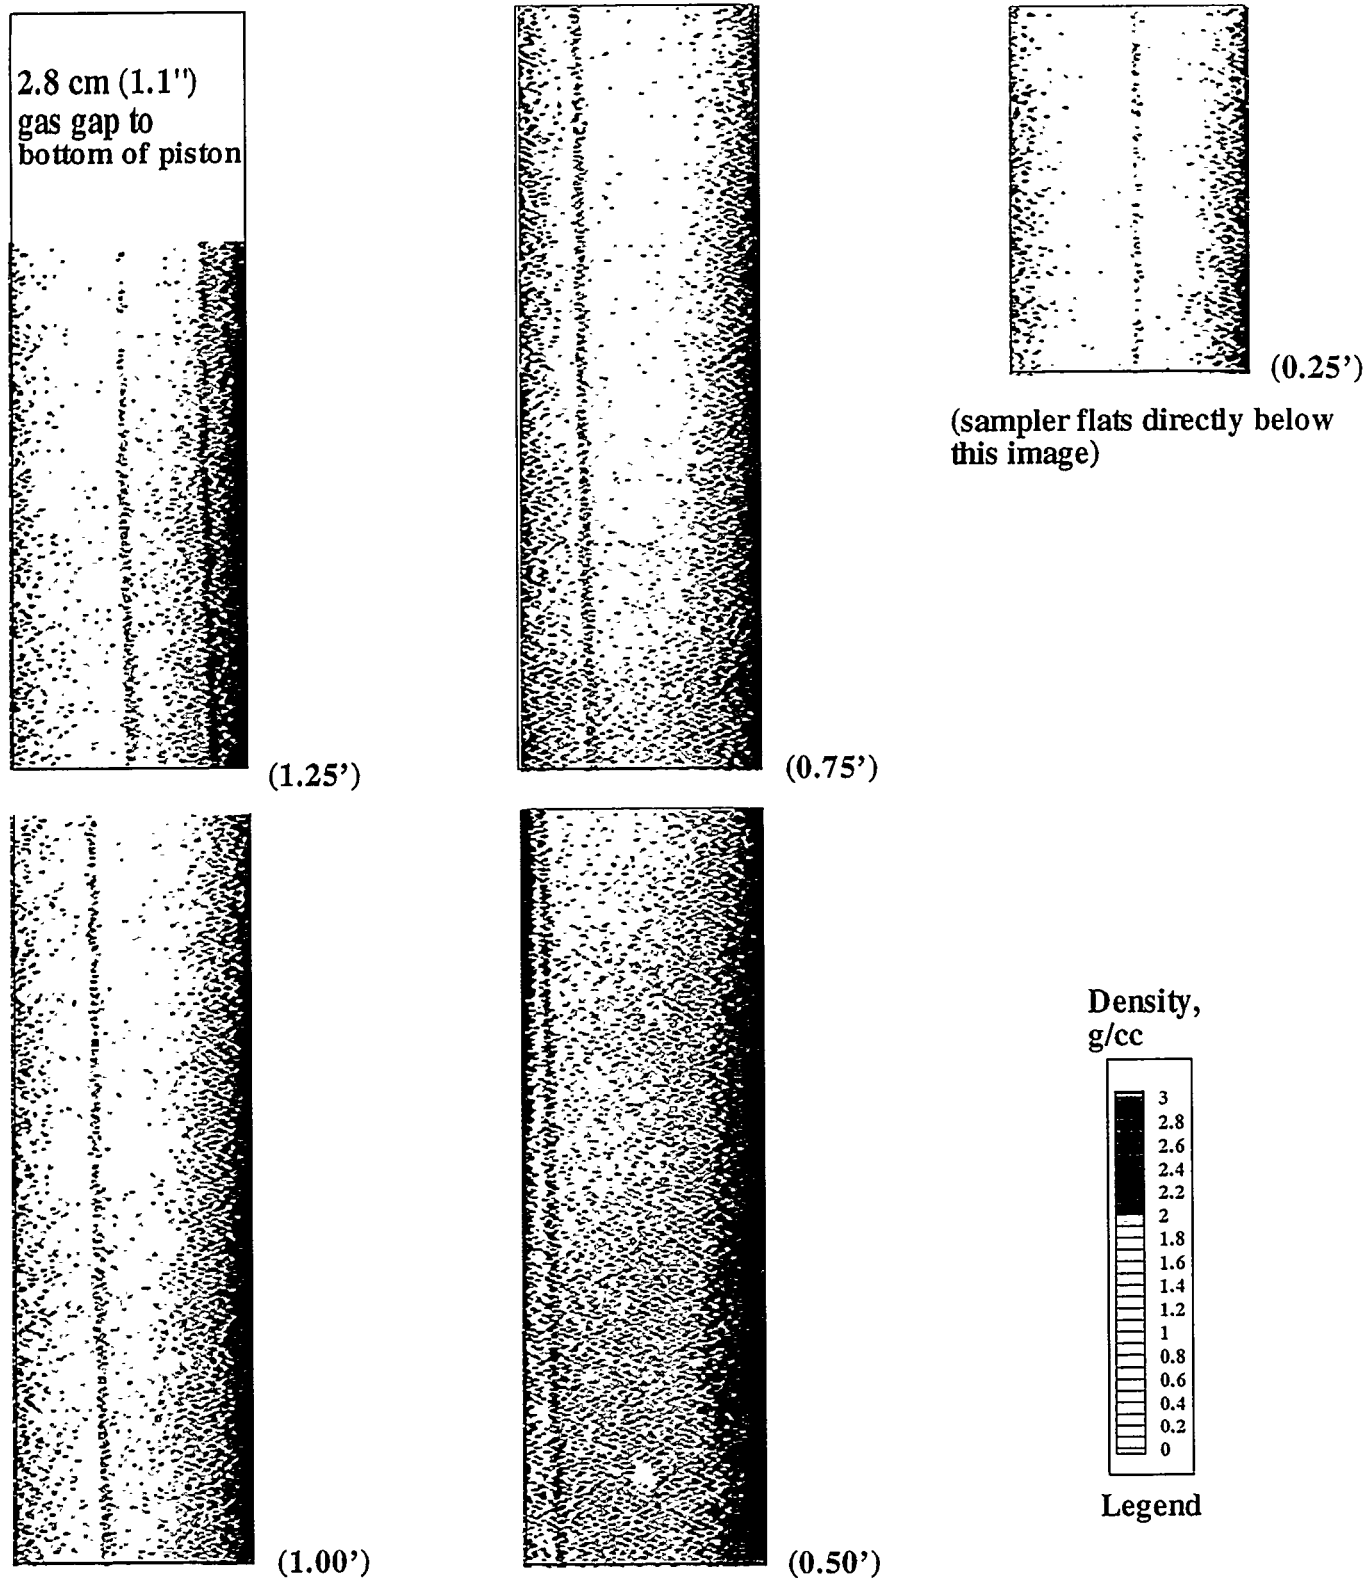 2.8 cm (1.1")
gas gap to
bottom of piston
(1.25')
(1.00')
(0.75')
(0.50')
(0.25')
(sampler flats directly below
this image)
Density,
g/cc
3
2.8
2.6
2.4
2.2
2
1.8
1.6
1.4
1.2
1
0.8
0.6
0.4
0.2
0
Legend